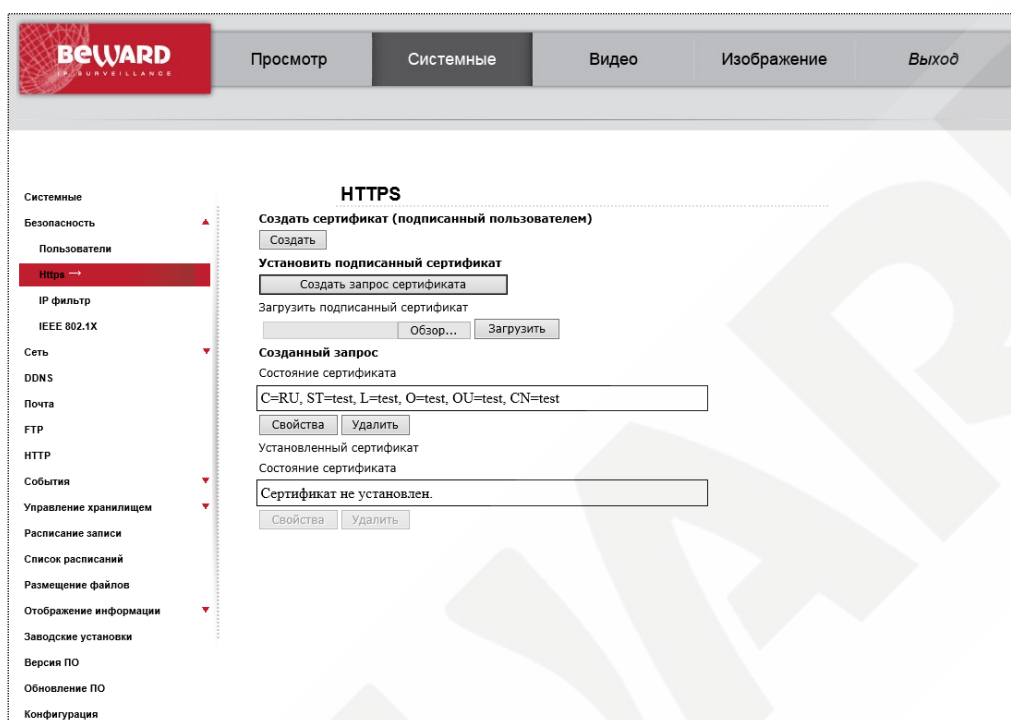 BEWARD
IP SURVEILLANCE
Просмотр
Системные
Видео
Изображение
Выход
Системные
Безопасность
Пользователи
Https
IP фильтр
IEEE 802.1X
Сеть
DDNS
Почта
FTP
HTTP
События
Управление хранилищем
Расписание записи
Список расписаний
Размещение файлов
Отображение информации
Заводские установки
Версия ПО
Обновление ПО
Конфигурация
HTTPS
Создать сертификат (подписанный пользователем)
Создать
Установить подписанный сертификат
Создать запрос сертификата
Загрузить подписанный сертификат
Обзор... Загрузить
Созданный запрос
Состояние сертификата
C=RU, ST=test, L=test, O=test, OU=test, CN=test
Свойства Удалить
Установленный сертификат
Состояние сертификата
Сертификат не установлен.
Свойства Удалить